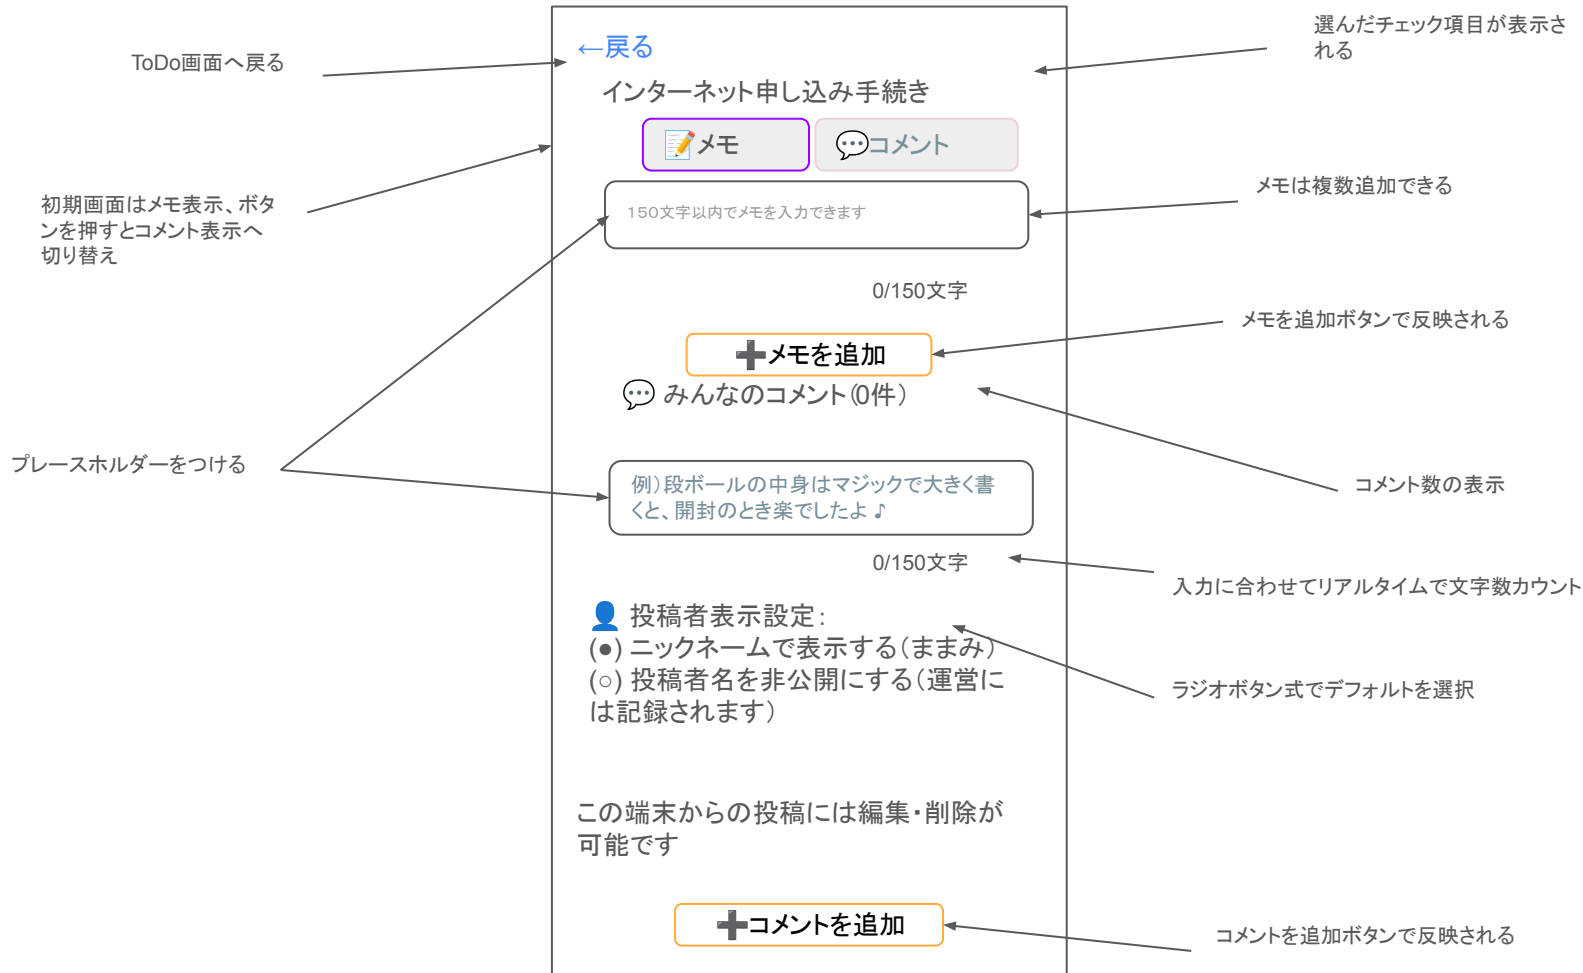 選んだチェック項目が表示さ
れる
←戻る
ToDo画面へ戻る
インターネット申し込み手続き
📝メモ
💬コメント
メモは複数追加できる
初期画面はメモ表示、ボタ
ンを押すとコメント表示へ
切り替え
150文字以内でメモを入力できます
0/150文字
メモを追加ボタンで反映される
➕メモを追加
💬 みんなのコメント(0件)
プレースホルダーをつける
コメント数の表示
例)段ボールの中身はマジックで大きく書
くと、開封のとき楽でしたよ♪
0/150文字
入力に合わせてリアルタイムで文字数カウント
👤 投稿者表示設定:
(●) ニックネームで表示する(ままみ)
(○) 投稿者名を非公開にする(運営に
は記録されます)
ラジオボタン式でデフォルトを選択
この端末からの投稿には編集・削除が
可能です
➕コメントを追加
コメントを追加ボタンで反映される